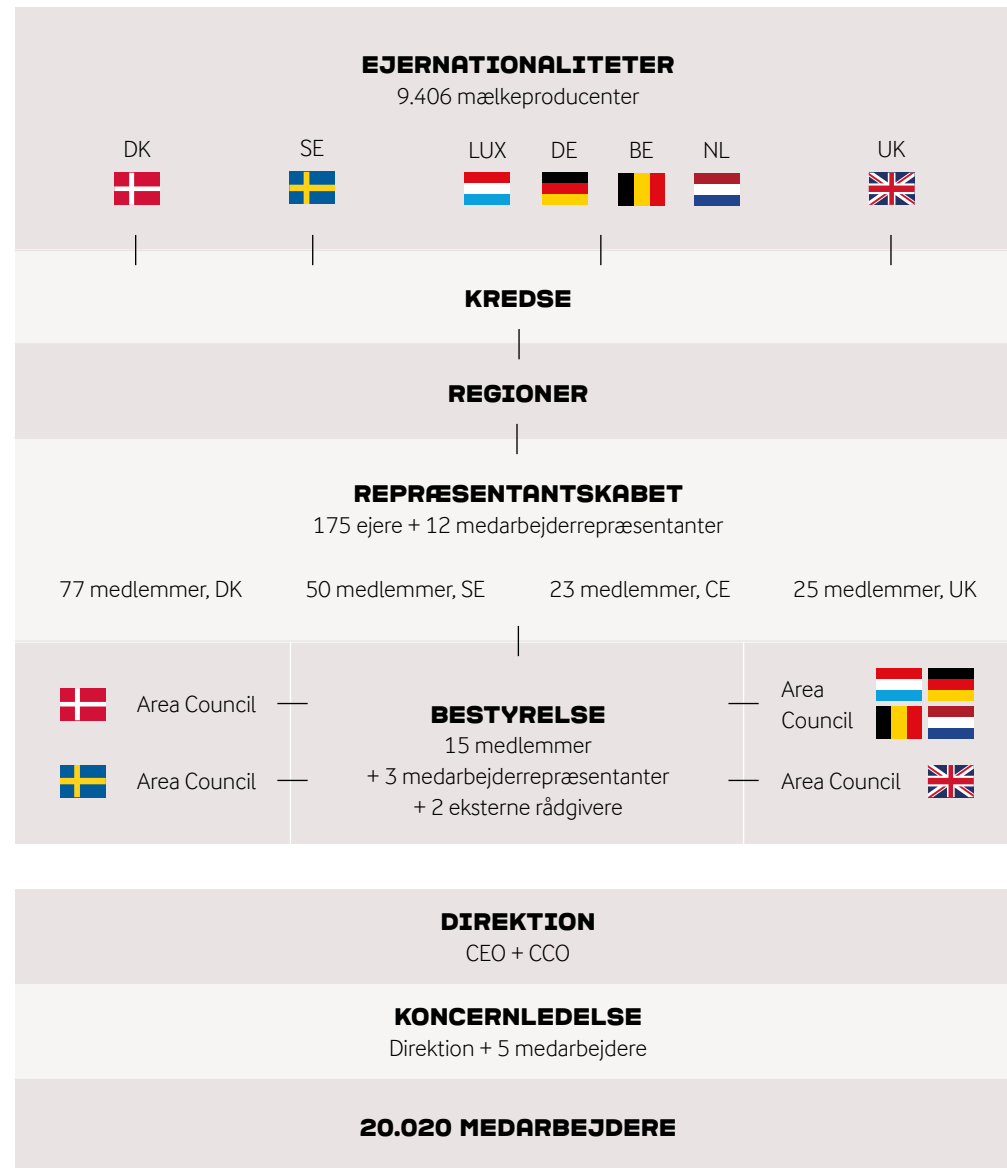 EJERNATIONALITETER
9.406 mælkeproducenter
DK SE LUX DE BE NL UK
KREDSE
REGIONER
REPRÆSENTANTSKABET
175 ejere + 12 medarbejderrepræsentanter
77 medlemmer, DK 50 medlemmer, SE 23 medlemmer, CE 25 medlemmer, UK
Area Council
Area Council
BESTYRELSE
15 medlemmer
+ 3 medarbejderrepræsentanter
+ 2 eksterne rådgivere
Area
Council
Area Council
DIREKTION
CEO + CCO
KONCERNLEDELSE
Direktion + 5 medarbejdere
20.020 MEDARBEJDERE